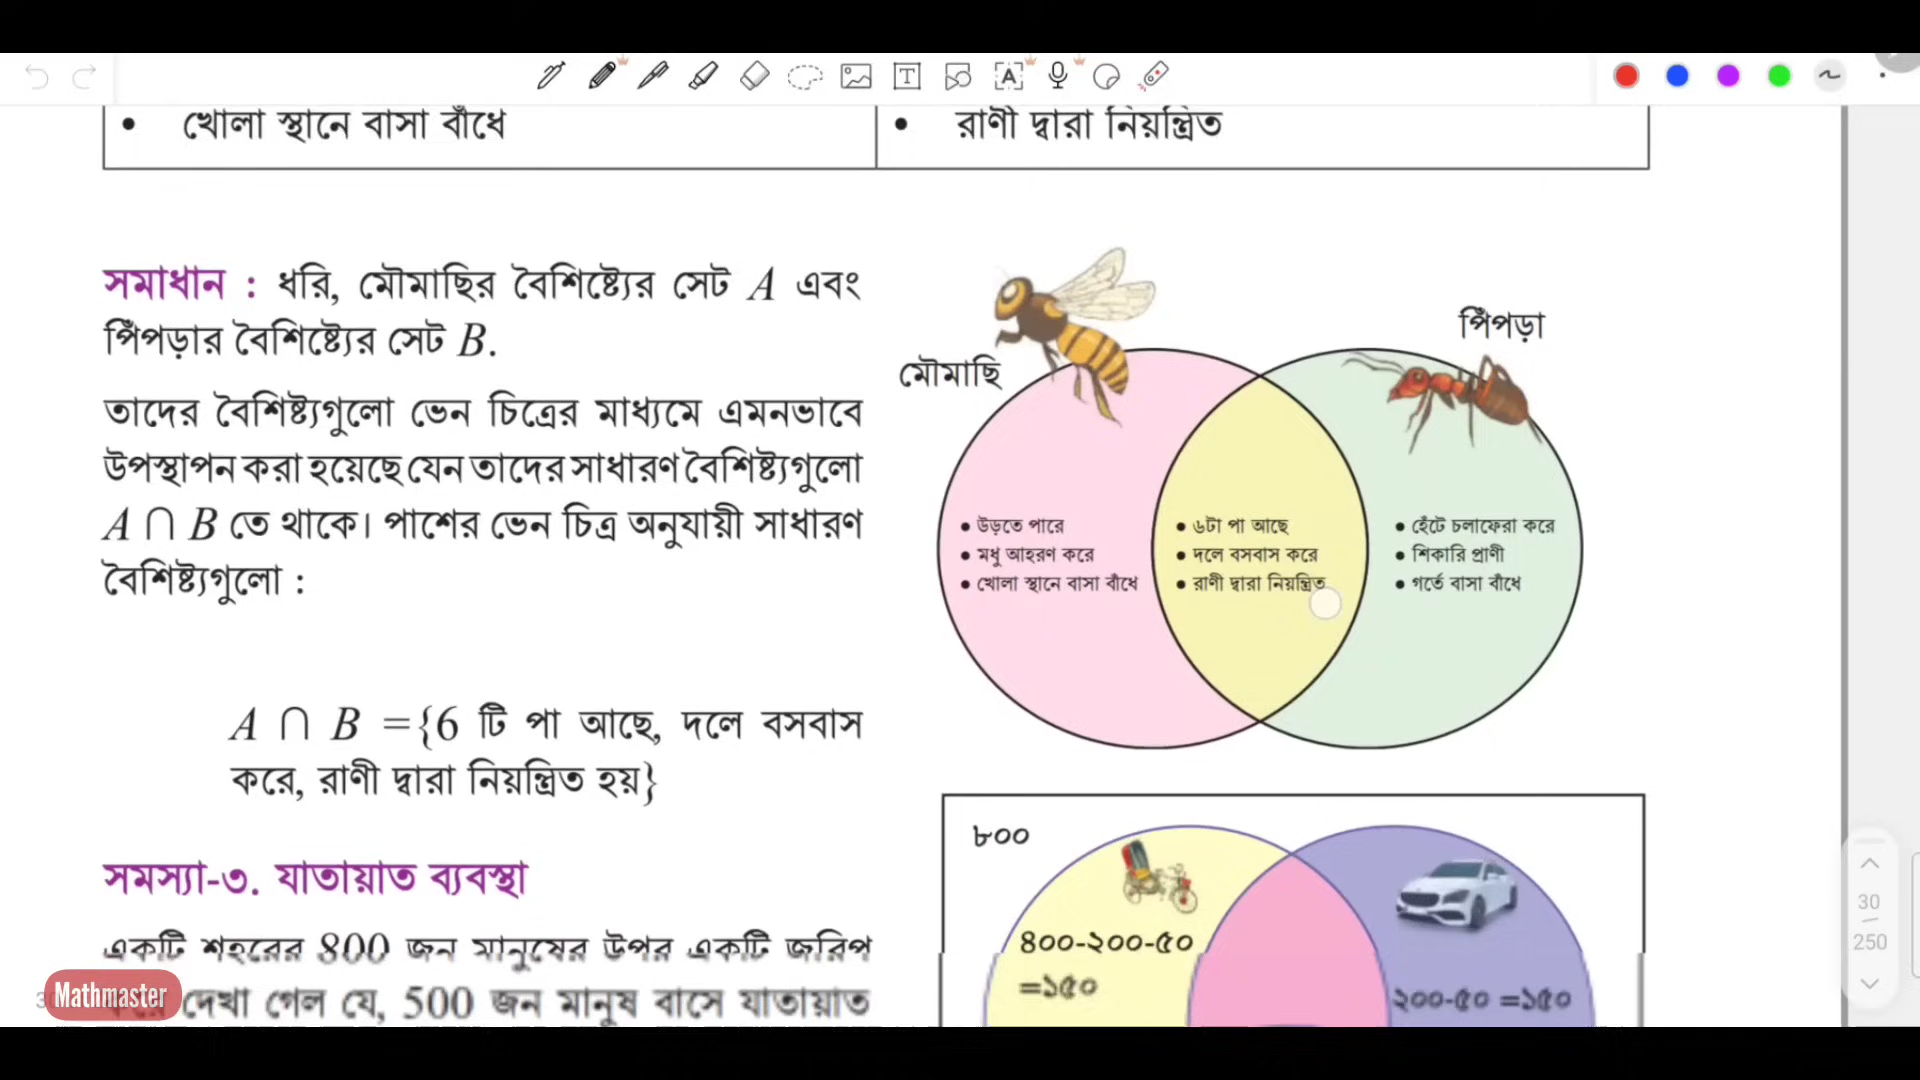 • খোলা স্থানে বাসা বাঁধে
• রাণী দ্বারা নিয়ন্ত্রিত
সমাধান : ধরি, মৌমাছির বৈশিষ্ট্যের সেট A এবং
পিঁপড়ার বৈশিষ্ট্যের সেট B.
তাদের বৈশিষ্ট্যগুলো ভেন চিত্রের মাধ্যমে এমনভাবে
উপস্থাপন করা হয়েছে যেন তাদের সাধারণ বৈশিষ্ট্যগুলো
A ∩ B তে থাকে। পাশের ভেন চিত্র অনুযায়ী সাধারণ
বৈশিষ্ট্যগুলো :
A ∩ B ={6 টি পা আছে, দলে বসবাস
করে, রাণী দ্বারা নিয়ন্ত্রিত হয়}
মৌমাছি
পিঁপড়া
• উড়তে পারে
• মধু আহরণ করে
• খোলা স্থানে বাসা বাঁধে
• ৬টা পা আছে
• দলে বসবাস করে
• রাণী দ্বারা নিয়ন্ত্রিত
• হেঁটে চলাফেরা করে
• শিকারি প্রাণী
• গর্তে বাসা বাঁধে
সমস্যা-৩. যাতায়াত ব্যবস্থা
একটি শহরের 800 জন মানুষের উপর একটি জরিপ
দেখা গেল যে, 500 জন মানুষ বাসে যাতায়াত
৮০০
৪০০-২০০-৫০
=১৫০
২০০-৫০ =১৫০
Mathmaster
30
250